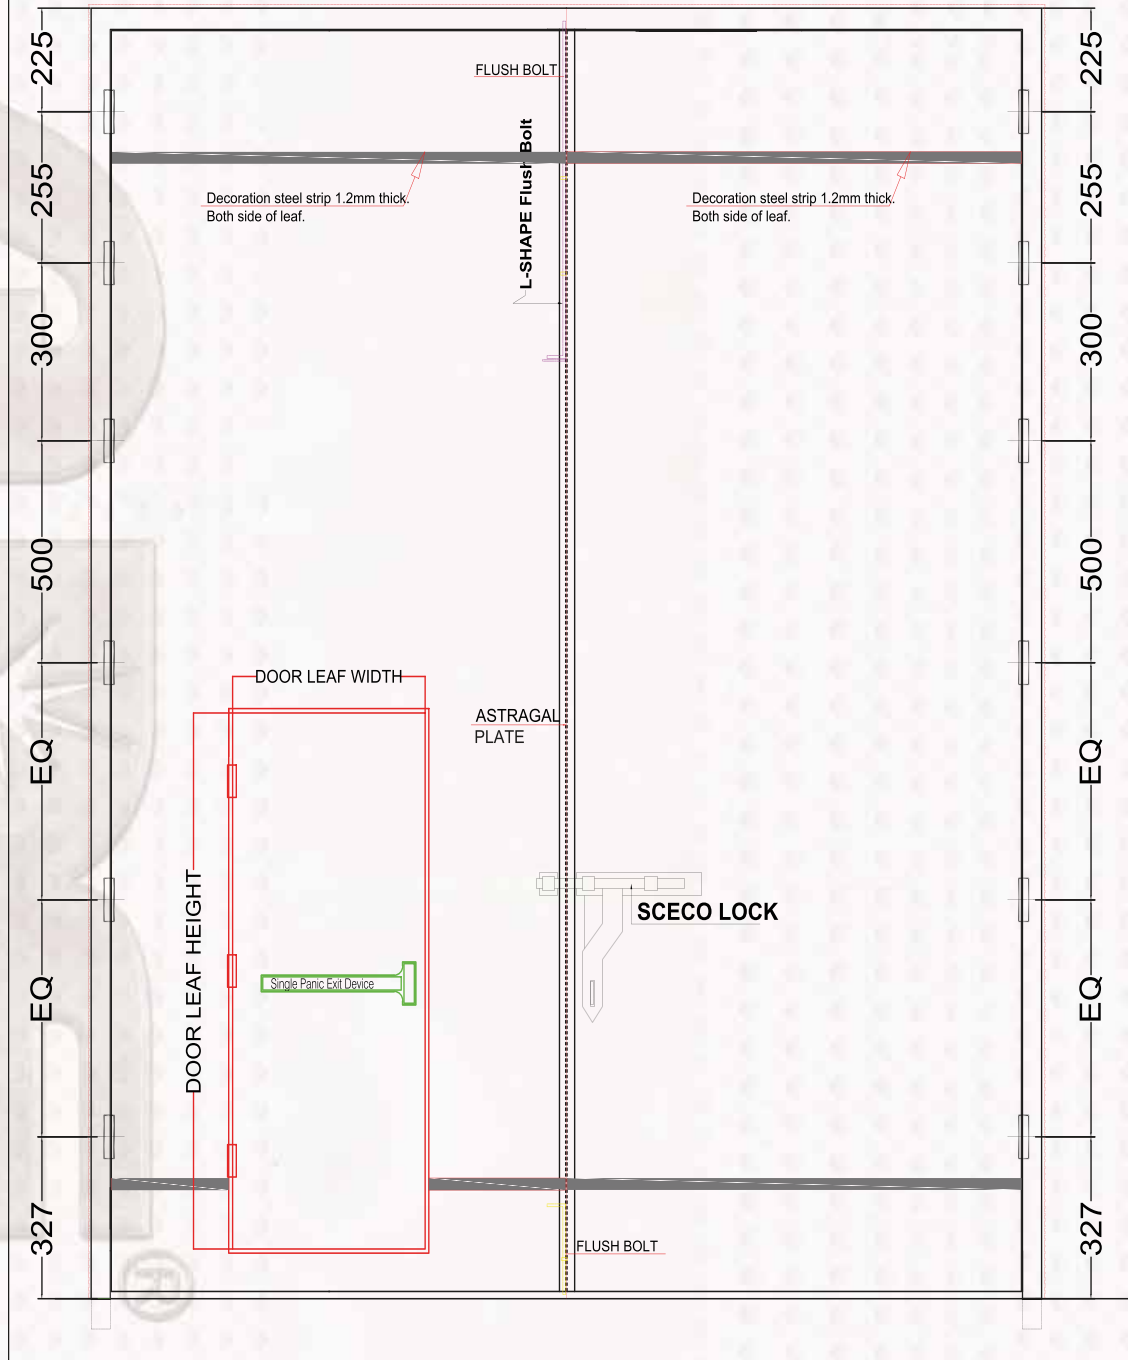 225
225
FLUSH BOLT
L-SHAPE Flush Bolt
255
255
Decoration steel strip 1.2mm thick.
Both side of leaf.
Decoration steel strip 1.2mm thick.
Both side of leaf.
300
300
500
500
DOOR LEAF WIDTH
ASTRAGAL
PLATE
EQ
EQ
DOOR LEAF HEIGHT
SCECO LOCK
Single Panic Exit Device
EQ
EQ
327
327
FLUSH BOLT
®